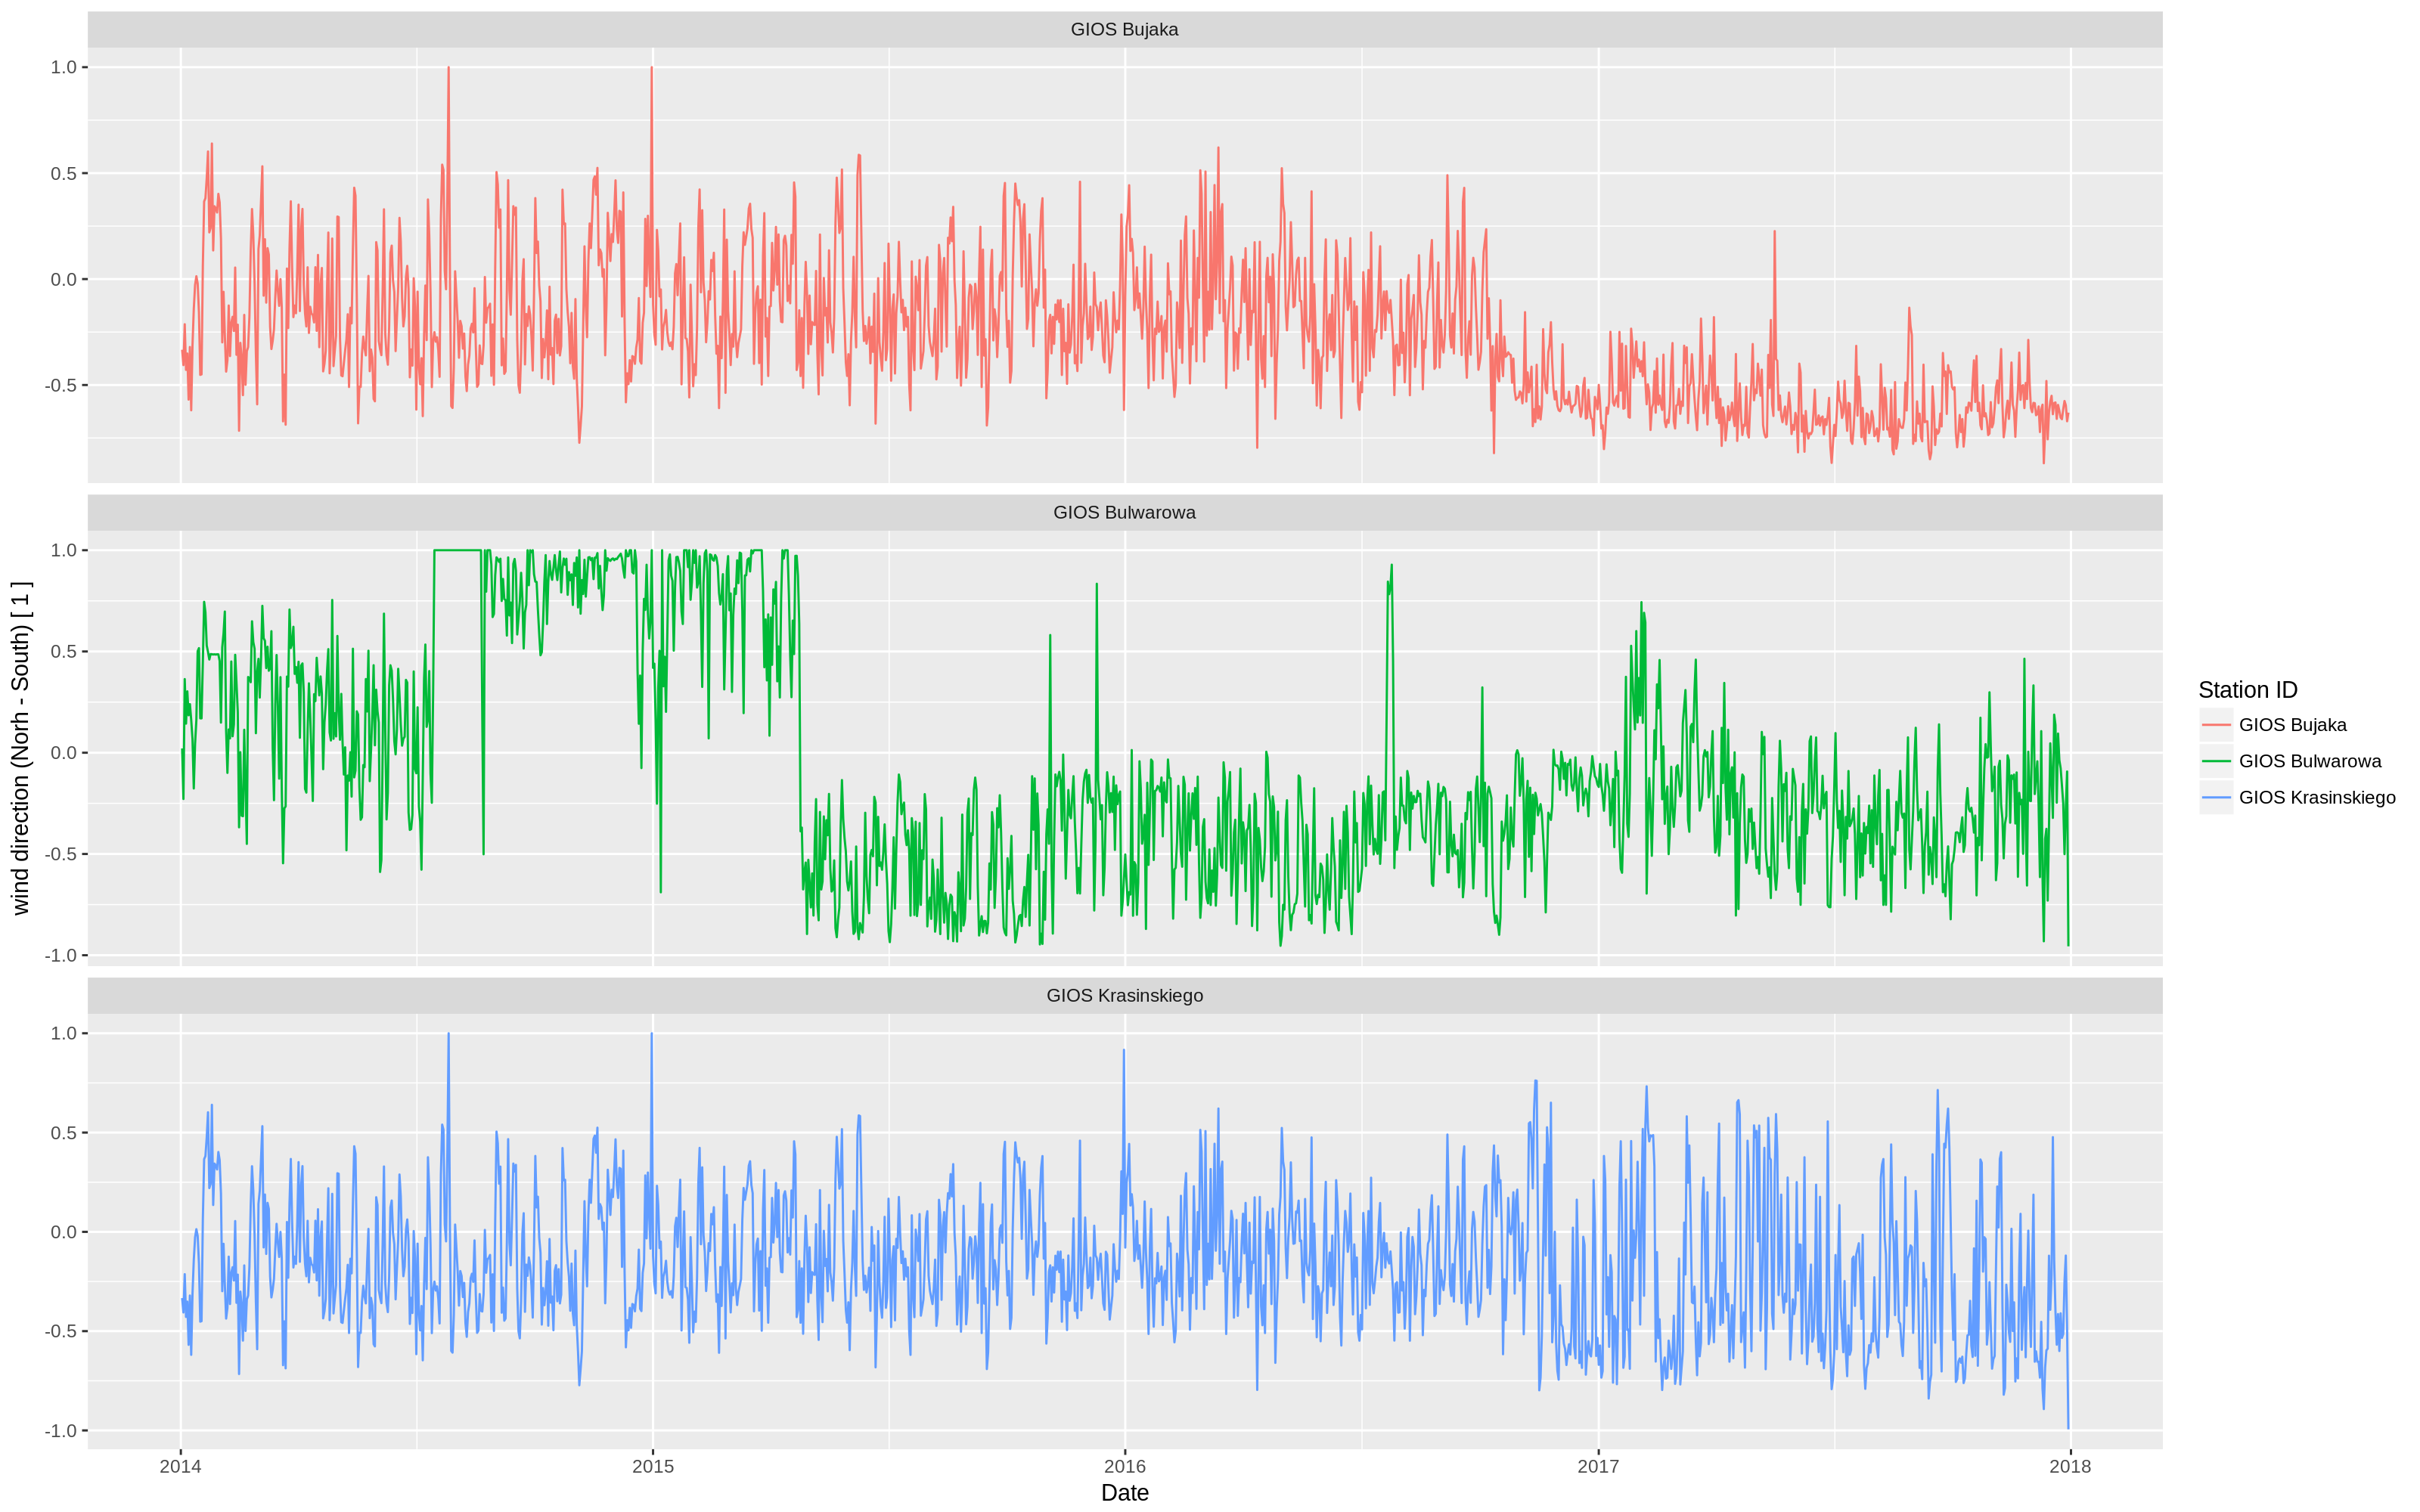 GIOS Bujaka
1.0
0.5
0.0
-0.5
GIOS Bulwarowa
1.0
0.5
0.0
-0.5
-1.0
GIOS Krasinskiego
1.0
0.5
0.0
-0.5
-1.0
2014 2015 2016 2017 2018
Date
wind direction (Norh - South) [ 1 ]
Station ID
GIOS Bujaka
GIOS Bulwarowa
GIOS Krasinskiego